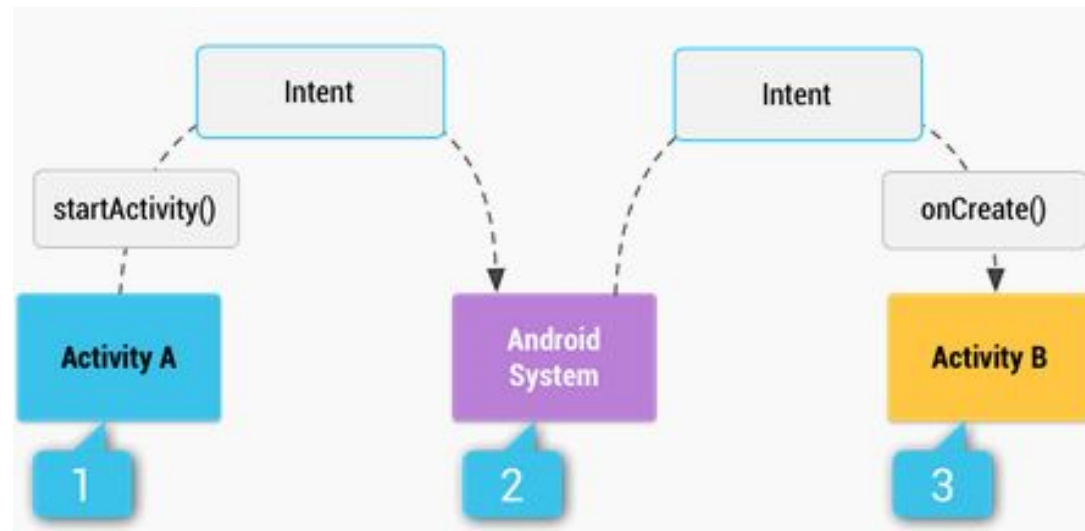 Intent
Intent
startActivity()
onCreate()
Activity A
Android
System
Activity B
1
2
3